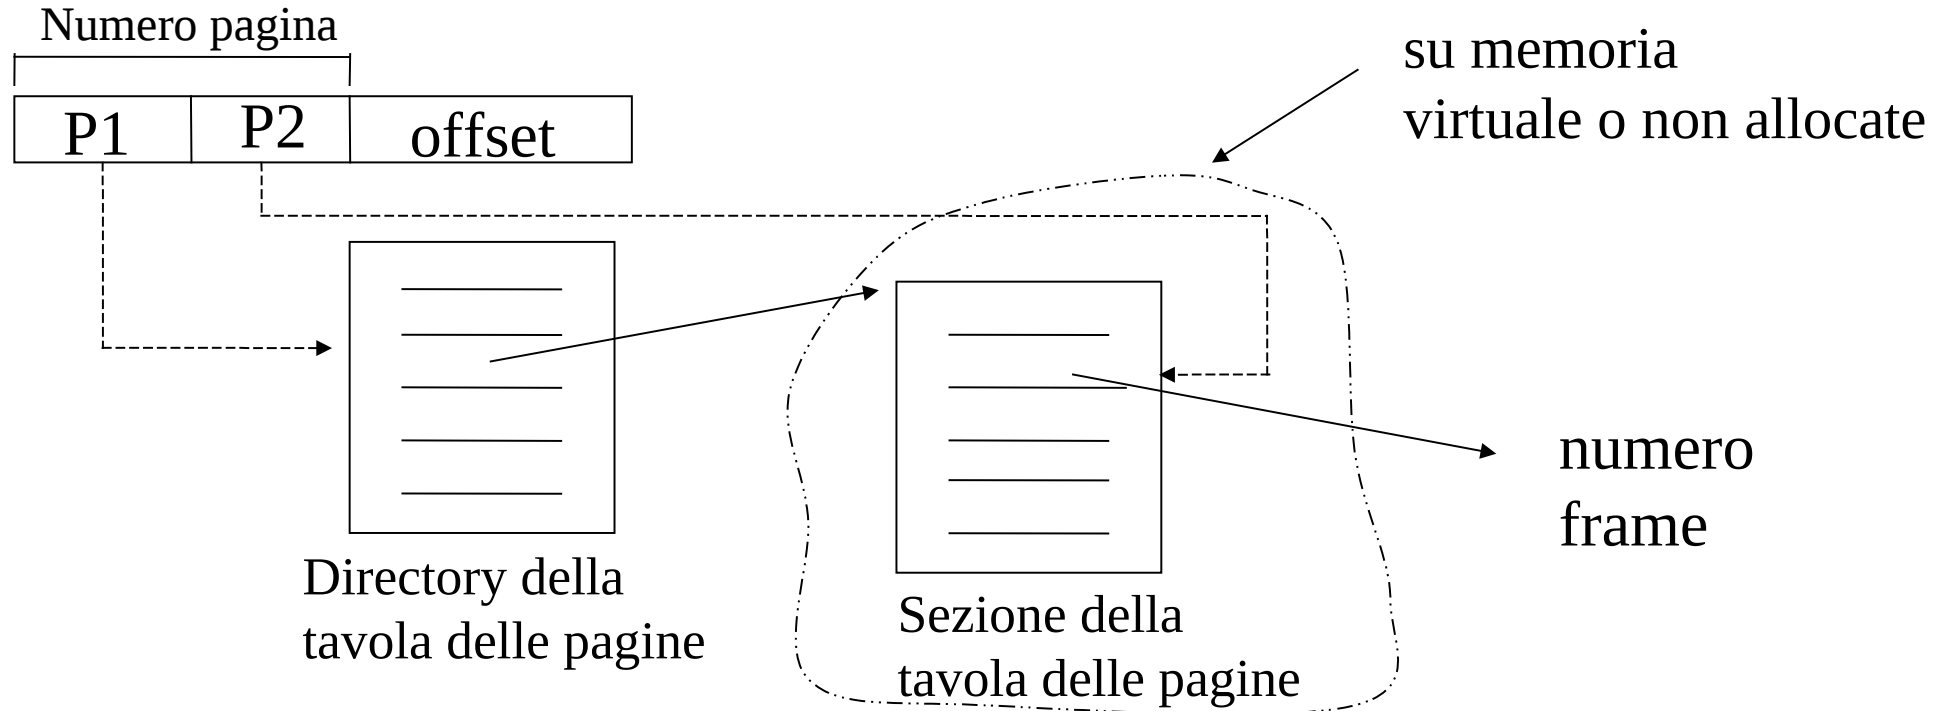 Numero pagina
P1
P2
offset
su memoria
virtuale o non allocate
Directory della
tavola delle pagine
Sezione della
tavola delle pagine
numero
frame